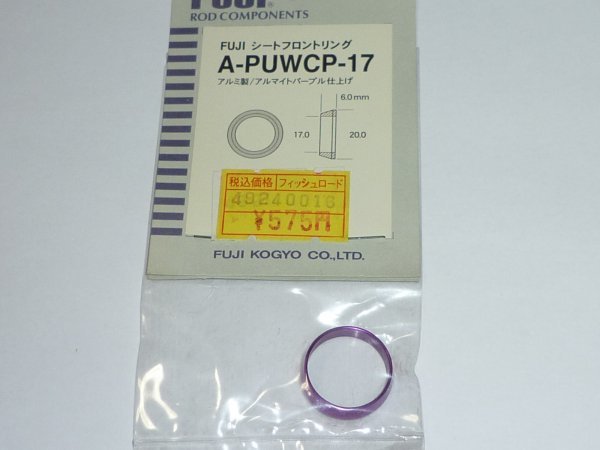 FUJI®
ROD COMPONENTS
FUJI シートフロントリング
A-PUWCP-17
アルミ製/アルマイトパープル仕上げ
6.0mm
17.0
20.0
税込価格 フィッシュロード
49240016
¥575円
FUJI KOGYO CO.,LTD.